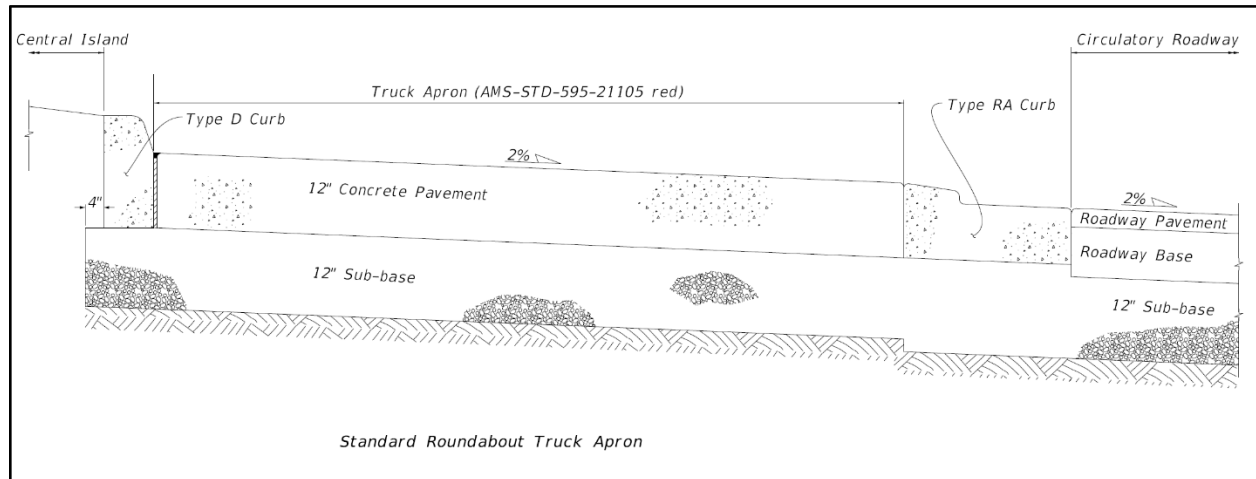 Central Island
Circulatory Roadway
Truck Apron (AMS-STD-595-21105 red)
Type D Curb
Type RA Curb
2%
12" Concrete Pavement
4"
2%
Roadway Pavement
Roadway Base
12" Sub-base
12" Sub-base
Standard Roundabout Truck Apron